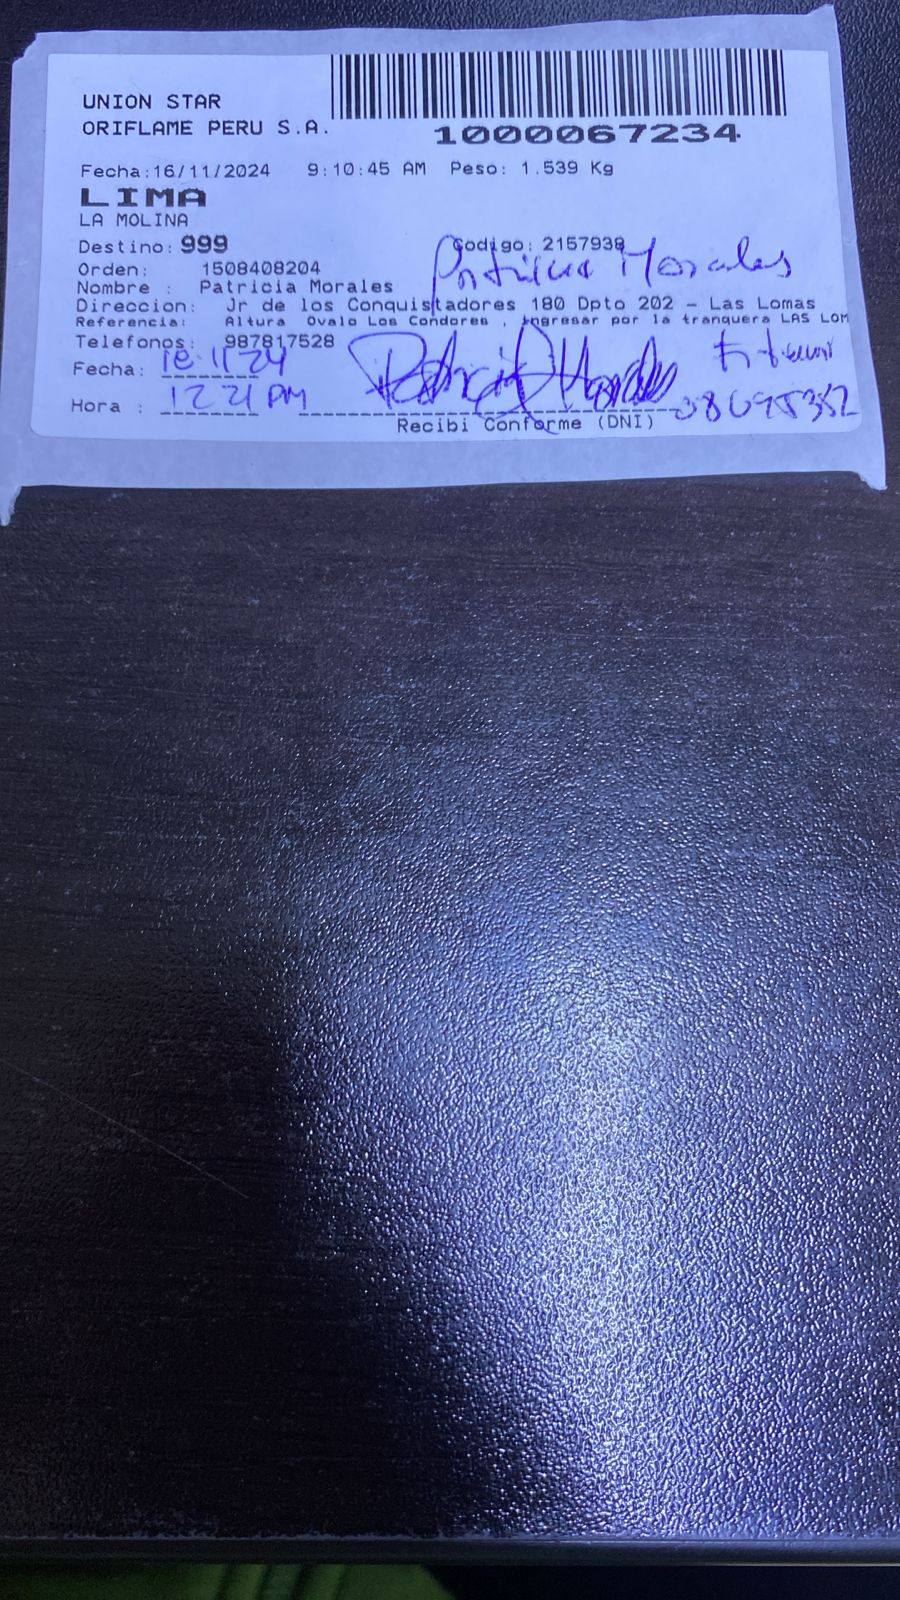 UNION STAR
ORIFLAME PERU S.A.
1000067234
Fecha:16/11/2024 9:10:45 AM Peso: 1.539 Kg
LIMA
LA MOLINA
Destino: 999 Codigo: 2157938
Patricia Morales
Orden: 1508408204
Nombre : Patricia Morales
Direccion: Jr de los Conquistadores 180 Dpto 202 - Las Lomas
Referencia: Altura Ovalo Los Condores , Ingresar por la tranquera LAS LOM
Telefonos: 987817528
Fecha: 18.11.24 Patricia Morales
Hora : 12 21 PM
Recibi Conforme (DNI)